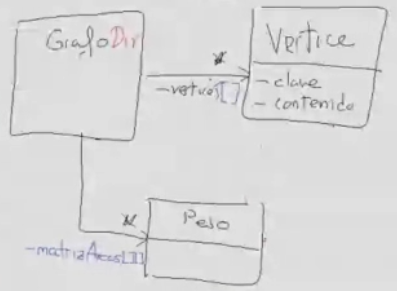 GrafoDir
Vertice
*
-vertices[]
-clave
-contenido
*
Peso
-matrizArcos[][]